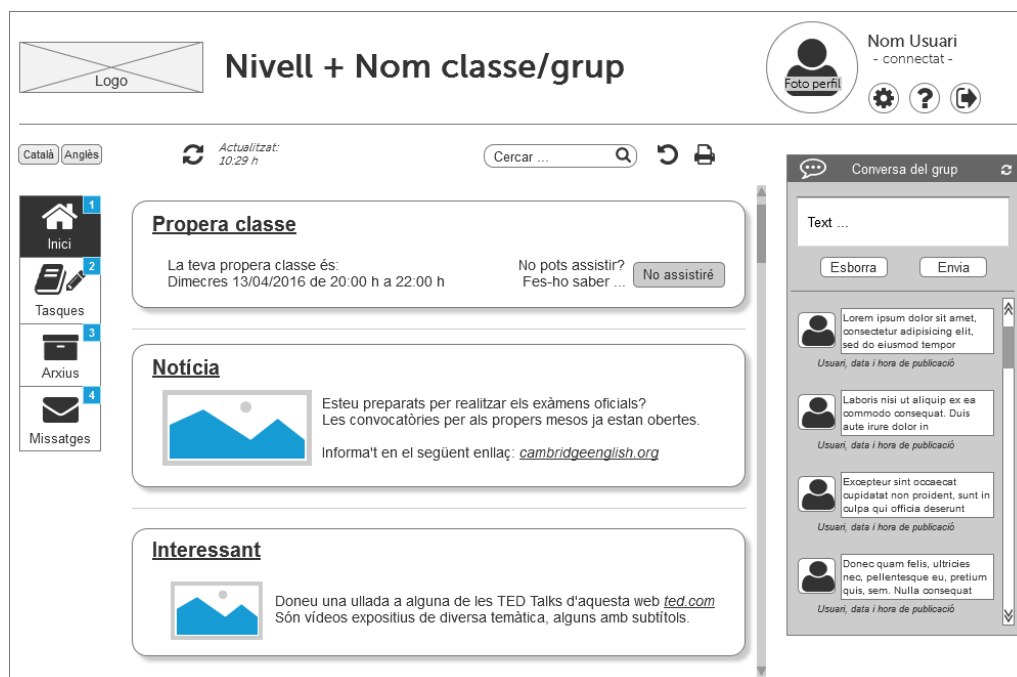 Logo
Nivell + Nom classe/grup
Foto perfil
Nom Usuari
- connectat -
?
Català Anglès
Actualitzat:
10:29 h
Cercar ...
1
Inici
2
Tasques
3
Arxius
4
Missatges
Propera classe
La teva propera classe és:
Dimecres 13/04/2016 de 20:00 h a 22:00 h
No pots assistir?
Fes-ho saber ...
No assistiré
Notícia
Esteu preparats per realitzar els exàmens oficials?
Les convocatòries per als propers mesos ja estan obertes.
Informa't en el següent enllaç: cambridgeenglish.org
Interessant
Doneu una ullada a alguna de les TED Talks d'aquesta web ted.com
Són vídeos expositius de diversa temàtica, alguns amb subtítols.
Conversa del grup
Text ...
Esborra Envia
Lorem ipsum dolor sit amet,
consectetur adipisicing elit,
sed do eiusmod tempor
Usuari, data i hora de publicació
Laboris nisi ut aliquip ex ea
commodo consequat. Duis
aute irure dolor in
Usuari, data i hora de publicació
Excepteur sint occaecat
cupidatat non proident, sunt in
culpa qui officia deserunt
Usuari, data i hora de publicació
Donec quam felis, ultricies
nec, pellentesque eu, pretium
quis, sem. Nulla consequat
Usuari, data i hora de publicació